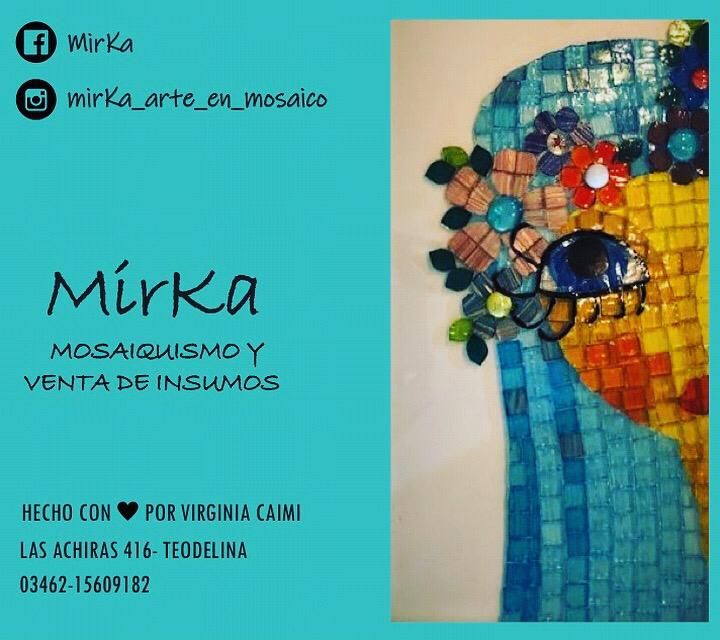 MirKa
mirKa_arte_en_mosaico
MirKa
MOSAIQUISMO Y
VENTA DE INSUMOS
HECHO CON ♥ POR VIRGINIA CAIMI
LAS ACHIRAS 416- TEODELINA
03462-15609182